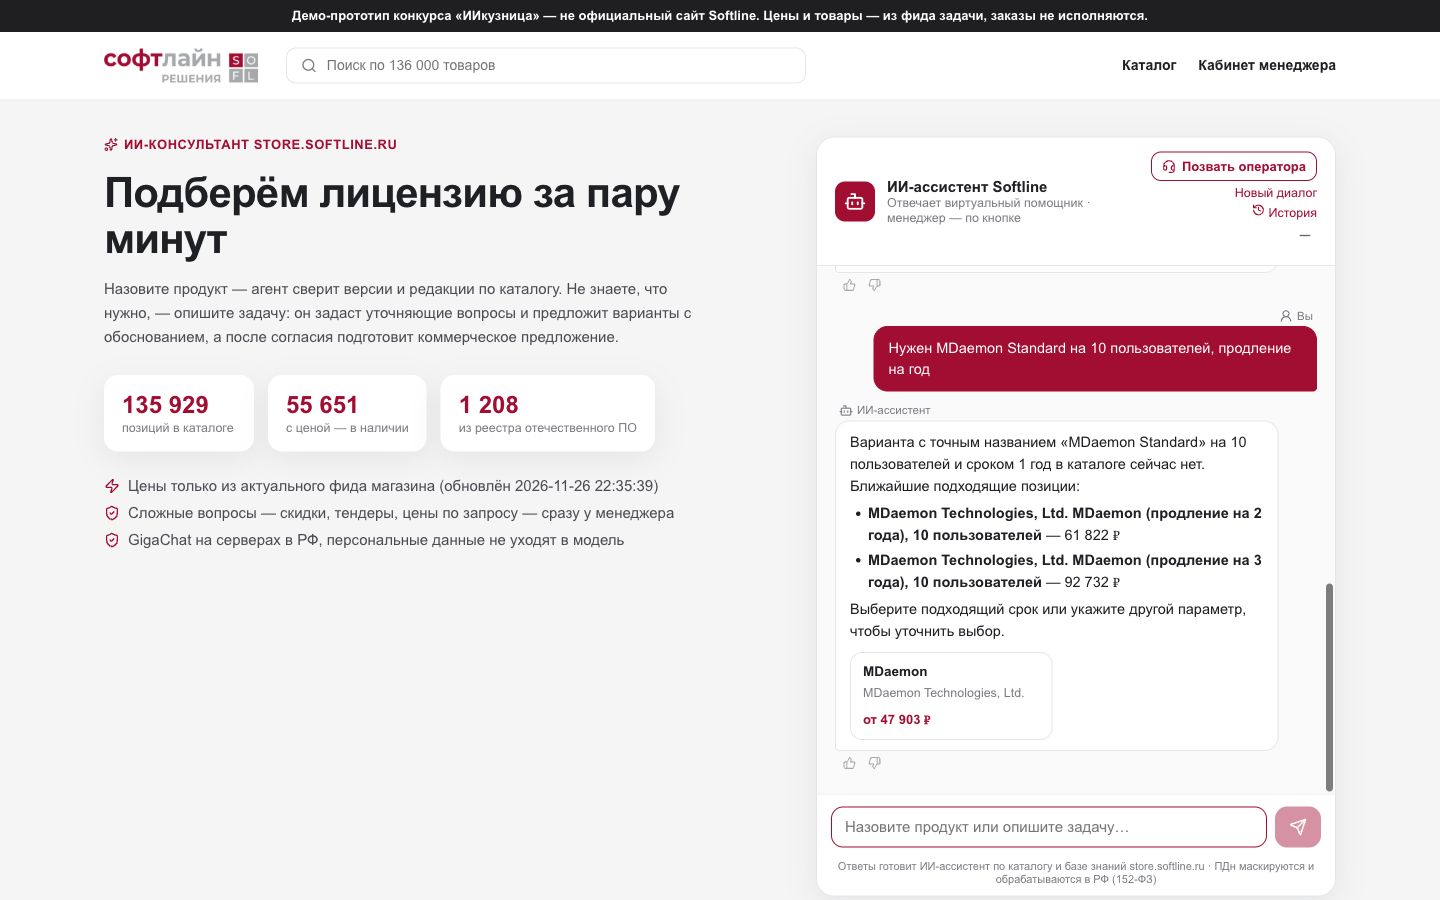 Демо-прототип конкурса «ИИкузница» — не официальный сайт Softline. Цены и товары — из фида задачи, заказы не исполняются.
софтлайн
РЕШЕНИЯ
S O
F L
Поиск по 136 000 товаров
Каталог
Кабинет менеджера
ИИ-КОНСУЛЬТАНТ STORE.SOFTLINE.RU
Подберём лицензию за пару
минут
Назовите продукт — агент сверит версии и редакции по каталогу. Не знаете, что
нужно, — опишите задачу: он задаст уточняющие вопросы и предложит варианты с
обоснованием, а после согласия подготовит коммерческое предложение.
135 929
позиций в каталоге
55 651
с ценой — в наличии
1 208
из реестра отечественного ПО
Цены только из актуального фида магазина (обновлён 2026-11-26 22:35:39)
Сложные вопросы — скидки, тендеры, цены по запросу — сразу у менеджера
GigaChat на серверах в РФ, персональные данные не уходят в модель
ИИ-ассистент Softline
Отвечает виртуальный помощник ·
менеджер — по кнопке
Позвать оператора
Новый диалог
История
—
Вы
Нужен MDaemon Standard на 10 пользователей, продление
на год
ИИ-ассистент
Варианта с точным названием «MDaemon Standard» на 10
пользователей и сроком 1 год в каталоге сейчас нет.
Ближайшие подходящие позиции:
• MDaemon Technologies, Ltd. MDaemon (продление на 2
года), 10 пользователей — 61 822 ₽
• MDaemon Technologies, Ltd. MDaemon (продление на 3
года), 10 пользователей — 92 732 ₽
Выберите подходящий срок или укажите другой параметр,
чтобы уточнить выбор.
MDaemon
MDaemon Technologies, Ltd.
от 47 903 ₽
Назовите продукт или опишите задачу…
Ответы готовит ИИ-ассистент по каталогу и базе знаний store.softline.ru · ПДн маскируются и
обрабатываются в РФ (152-ФЗ)